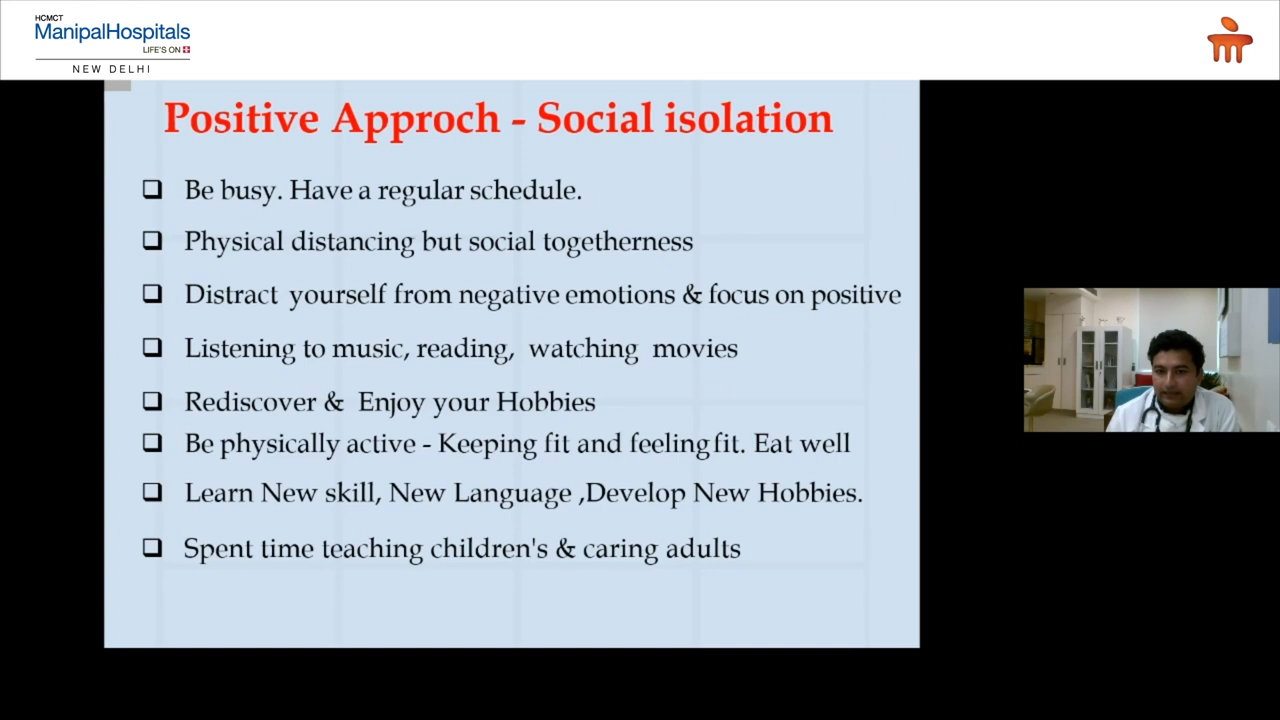 HCMCT
ManipalHospitals
LIFE'S ON
NEW DELHI
Positive Approch - Social isolation
❑ Be busy. Have a regular schedule.
❑ Physical distancing but social togetherness
❑ Distract yourself from negative emotions & focus on positive
❑ Listening to music, reading, watching movies
❑ Rediscover & Enjoy your Hobbies
❑ Be physically active - Keeping fit and feeling fit. Eat well
❑ Learn New skill, New Language ,Develop New Hobbies.
❑ Spent time teaching children's & caring adults